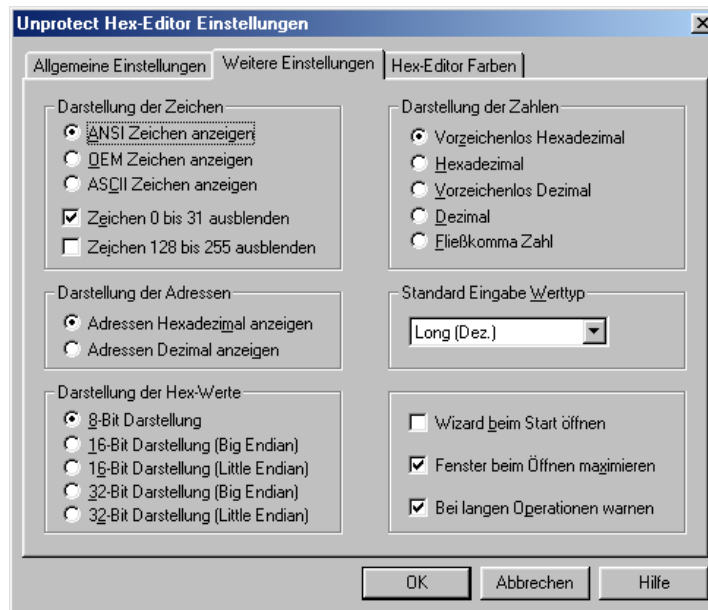 Unprotect Hex-Editor Einstellungen
Allgemeine Einstellungen
Weitere Einstellungen
Hex-Editor Farben
Darstellung der Zeichen
ANSI Zeichen anzeigen
OEM Zeichen anzeigen
ASCII Zeichen anzeigen
Zeichen 0 bis 31 ausblenden
Zeichen 128 bis 255 ausblenden
Darstellung der Zahlen
Vorzeichenlos Hexadezimal
Hexadezimal
Vorzeichenlos Dezimal
Dezimal
Fließkomma Zahl
Darstellung der Adressen
Adressen Hexadezimal anzeigen
Adressen Dezimal anzeigen
Standard Eingabe Werttyp
Long (Dez.)
Darstellung der Hex-Werte
8-Bit Darstellung
16-Bit Darstellung (Big Endian)
16-Bit Darstellung (Little Endian)
32-Bit Darstellung (Big Endian)
32-Bit Darstellung (Little Endian)
Wizard beim Start öffnen
Fenster beim Öffnen maximieren
Bei langen Operationen warnen
OK
Abbrechen
Hilfe